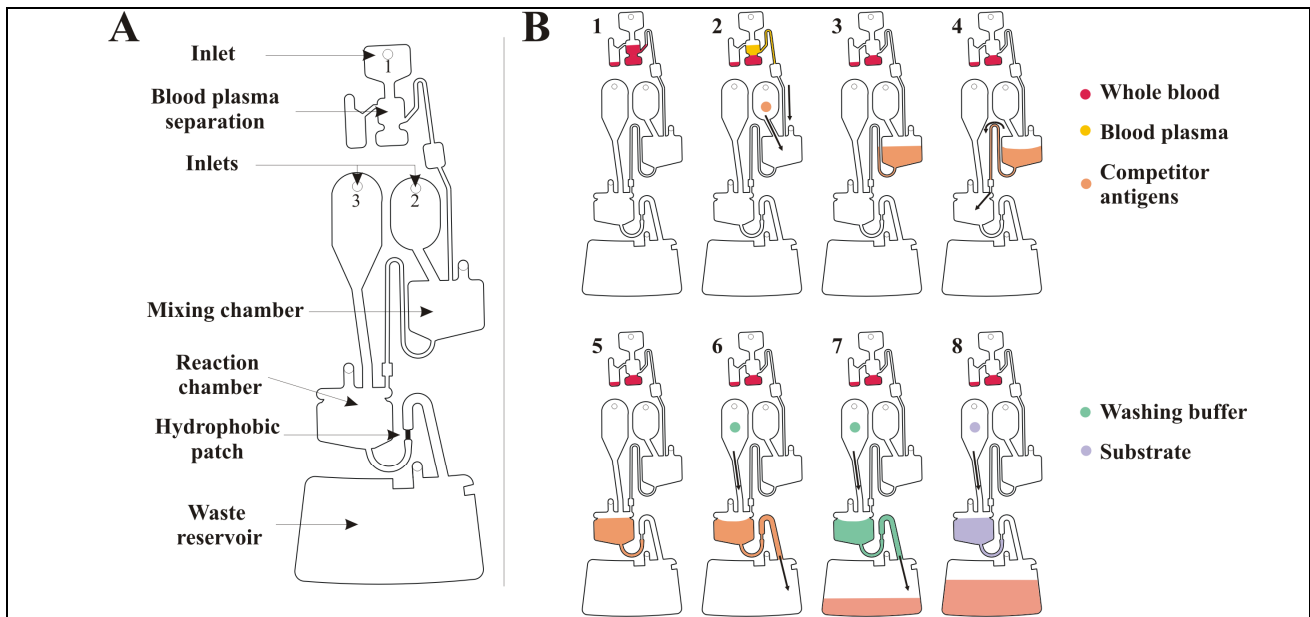 A
Inlet
1
Blood plasma
separation
Inlets
3
2
Mixing chamber
Reaction
chamber
Hydrophobic
patch
Waste
reservoir
B
1
2
3
4
Whole blood
Blood plasma
Competitor
antigens
5
6
7
8
Washing buffer
Substrate